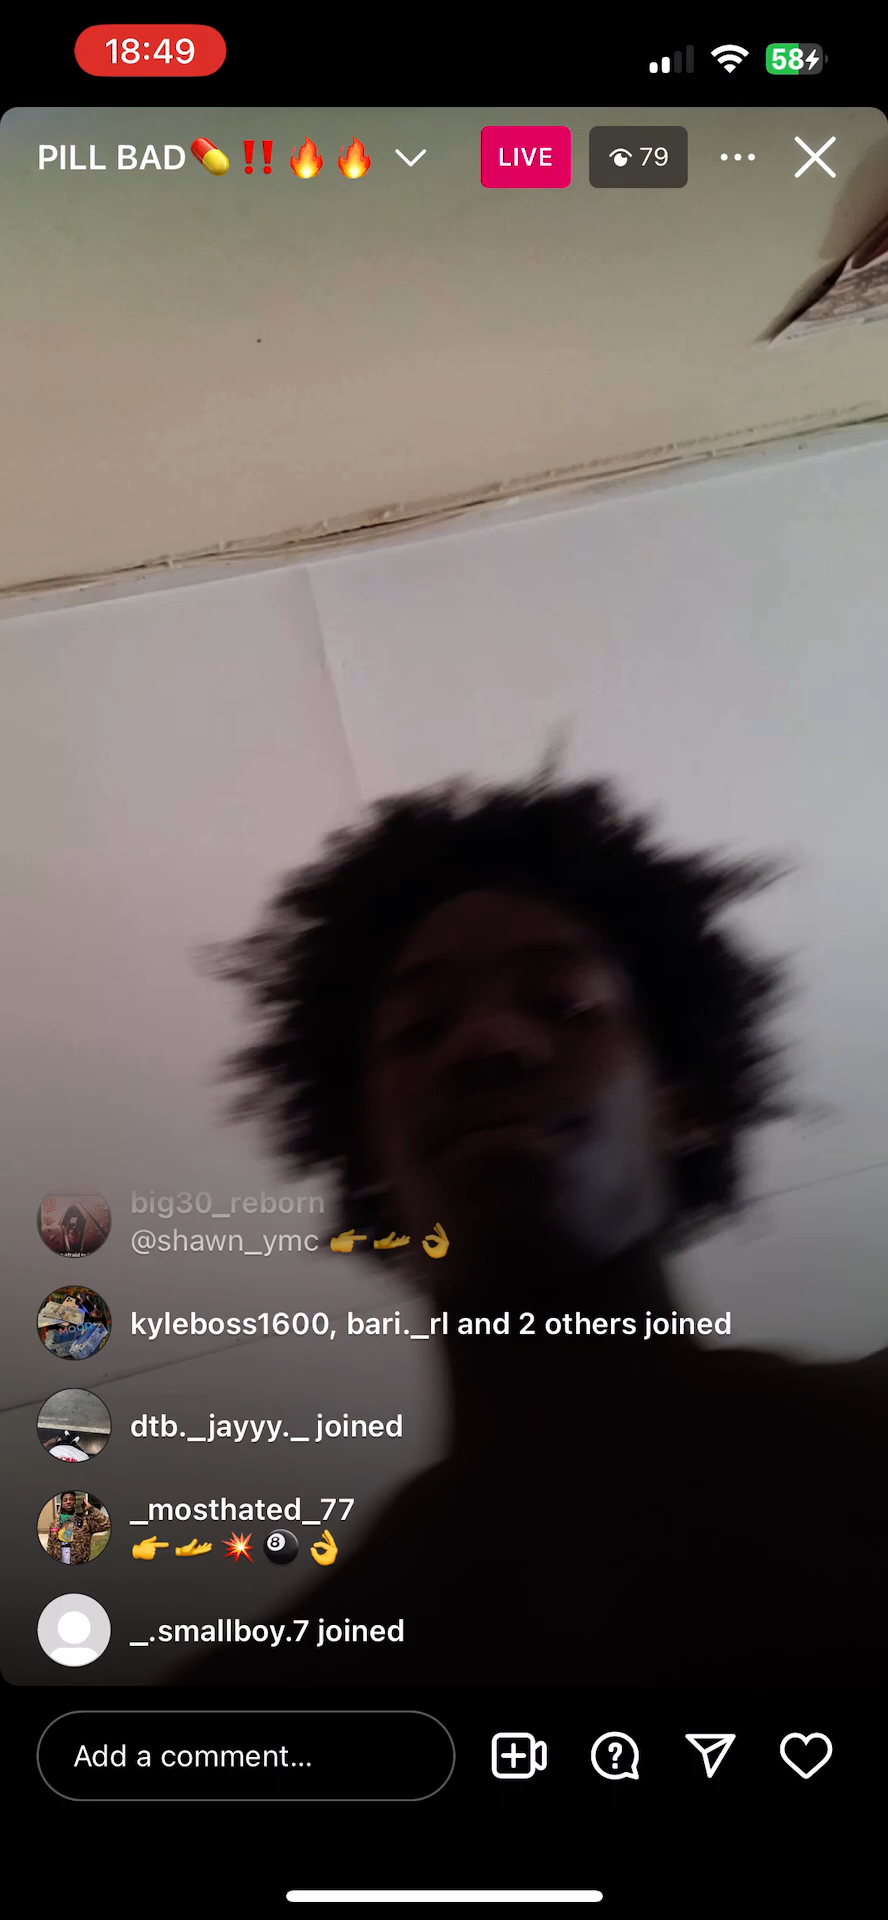 18:49
58
PILL BAD💊‼️🔥🔥
LIVE
79
big30_reborn
@shawn_ymc 👉🫴👌
kyleboss1600, bari._rl and 2 others joined
dtb._jayyy._ joined
_mosthated_77
👉🫴💥🎱👌
_.smallboy.7 joined
Add a comment...